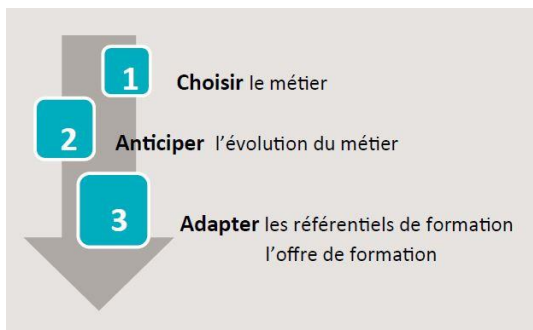 1 Choisir le métier
2 Anticiper l'évolution du métier
3 Adapter les référentiels de formation
l'offre de formation